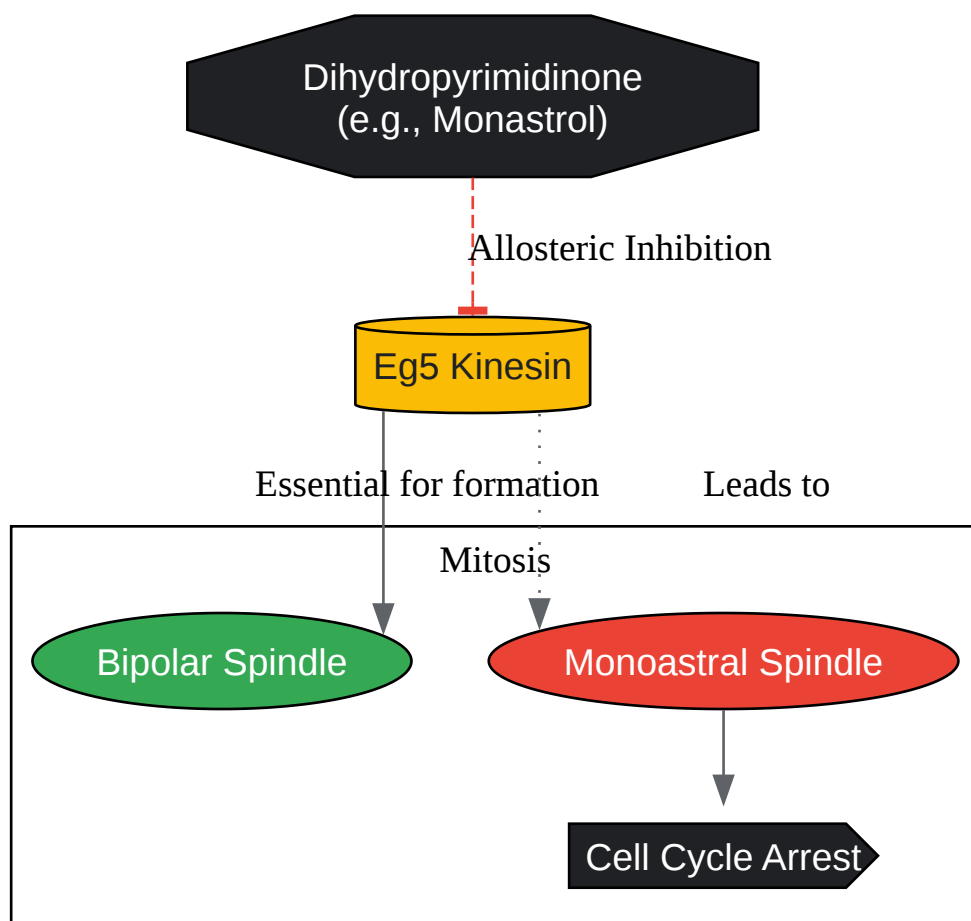 Dihydropyrimidinone
(e.g., Monastrol)
Allosteric Inhibition
Eg5 Kinesin
Essential for formation
Leads to
Mitosis
Bipolar Spindle
Monoastral Spindle
Cell Cycle Arrest